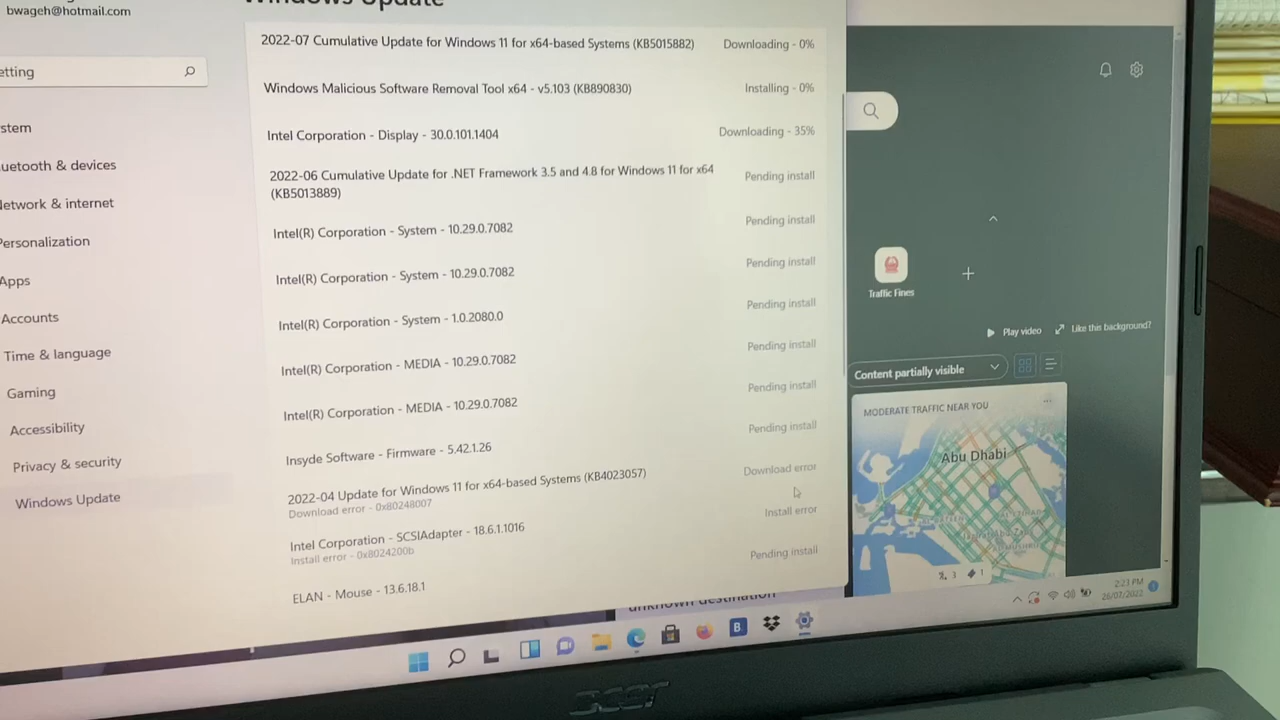 bwageh@hotmail.com
Windows Update
etting
2022-07 Cumulative Update for Windows 11 for x64-based Systems (KB5015882) Downloading - 0%
Windows Malicious Software Removal Tool x64 - v5.103 (KB890830) Installing - 0%
Intel Corporation - Display - 30.0.101.1404 Downloading - 35%
2022-06 Cumulative Update for .NET Framework 3.5 and 4.8 for Windows 11 for x64
(KB5013889) Pending install
Intel(R) Corporation - System - 10.29.0.7082 Pending install
Intel(R) Corporation - System - 10.29.0.7082 Pending install
Intel(R) Corporation - System - 1.0.2080.0 Pending install
Intel(R) Corporation - MEDIA - 10.29.0.7082 Pending install
Intel(R) Corporation - MEDIA - 10.29.0.7082 Pending install
Insyde Software - Firmware - 5.42.1.26 Pending install
2022-04 Update for Windows 11 for x64-based Systems (KB4023057) Download error
Download error - 0x80248007
Intel Corporation - SCSIAdapter - 18.6.1.1016 Install error
Install error - 0x8024200b
ELAN - Mouse - 13.6.18.1 Pending install
stem
uetooth & devices
Network & internet
Personalization
Apps
Accounts
Time & language
Gaming
Accessibility
Privacy & security
Windows Update
Traffic Fines
Play video
Like this background?
Content partially visible
MODERATE TRAFFIC NEAR YOU
Abu Dhabi
3 1
unknown destination
2:23 PM
26/07/2022
1
B
acer